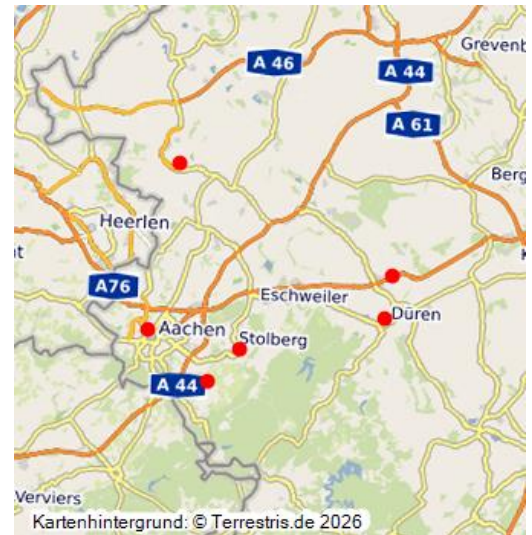 Grevenb
A 46
A 44
A 61
Berg
Heerlen
A76
Eschweiler
Düren
Aachen
Stolberg
A 44
Verviers
Kartenhintergrund: © Terrestris.de 2026